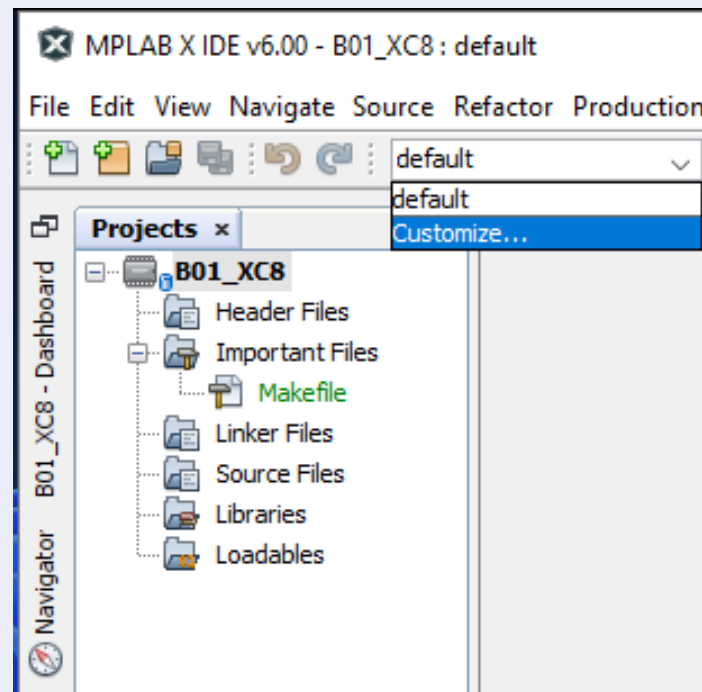 MPLAB X IDE v6.00 - B01_XC8 : default
File Edit View Navigate Source Refactor Production
default
default
Customize...
Projects ×
B01_XC8
Header Files
Important Files
Makefile
Linker Files
Source Files
Libraries
Loadables
B01_XC8 - Dashboard
Navigator